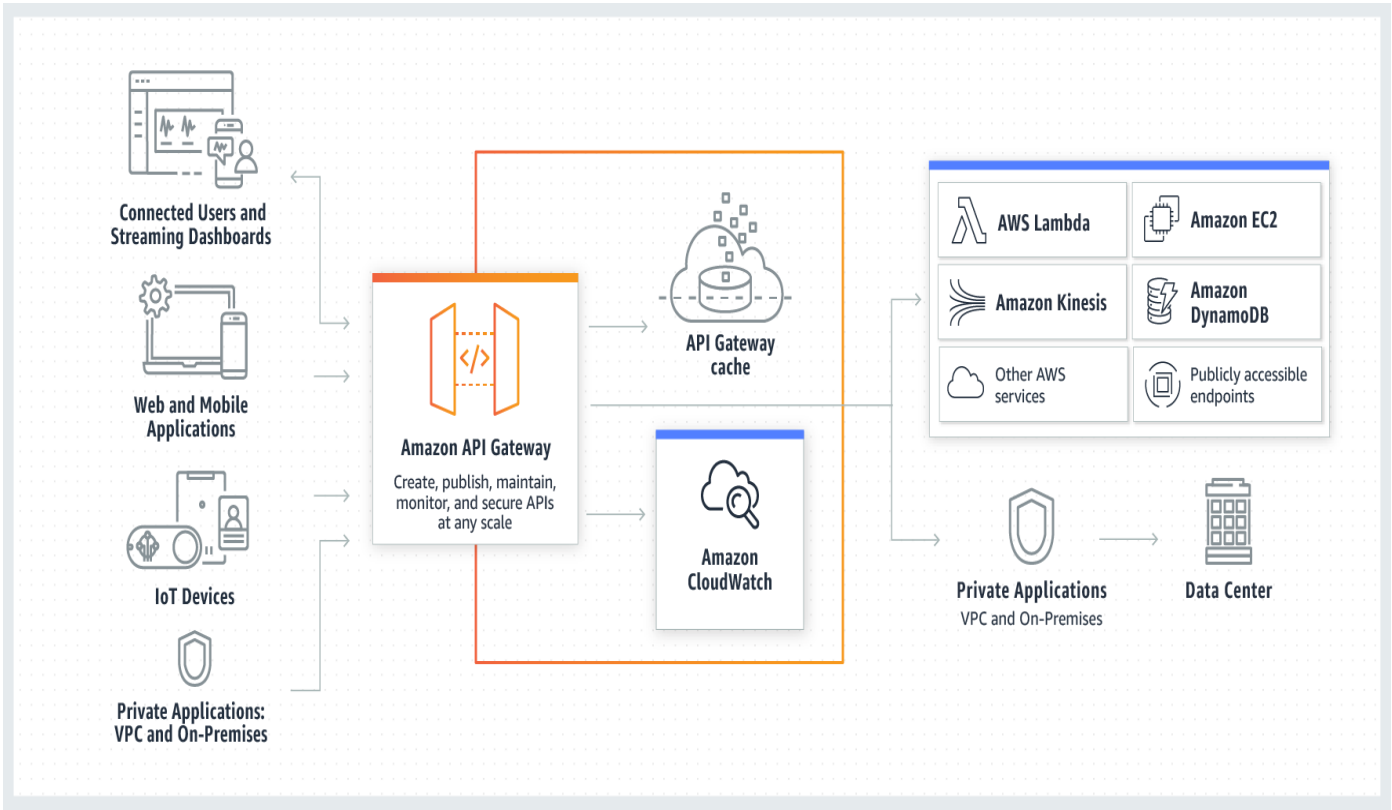 Connected Users and
Streaming Dashboards
Web and Mobile
Applications
IoT Devices
Private Applications:
VPC and On-Premises
</>
Amazon API Gateway
Create, publish, maintain,
monitor, and secure APIs
at any scale
API Gateway
cache
Amazon
CloudWatch
AWS Lambda
Amazon EC2
Amazon Kinesis
Amazon
DynamoDB
Other AWS
services
Publicly accessible
endpoints
Private Applications
VPC and On-Premises
Data Center